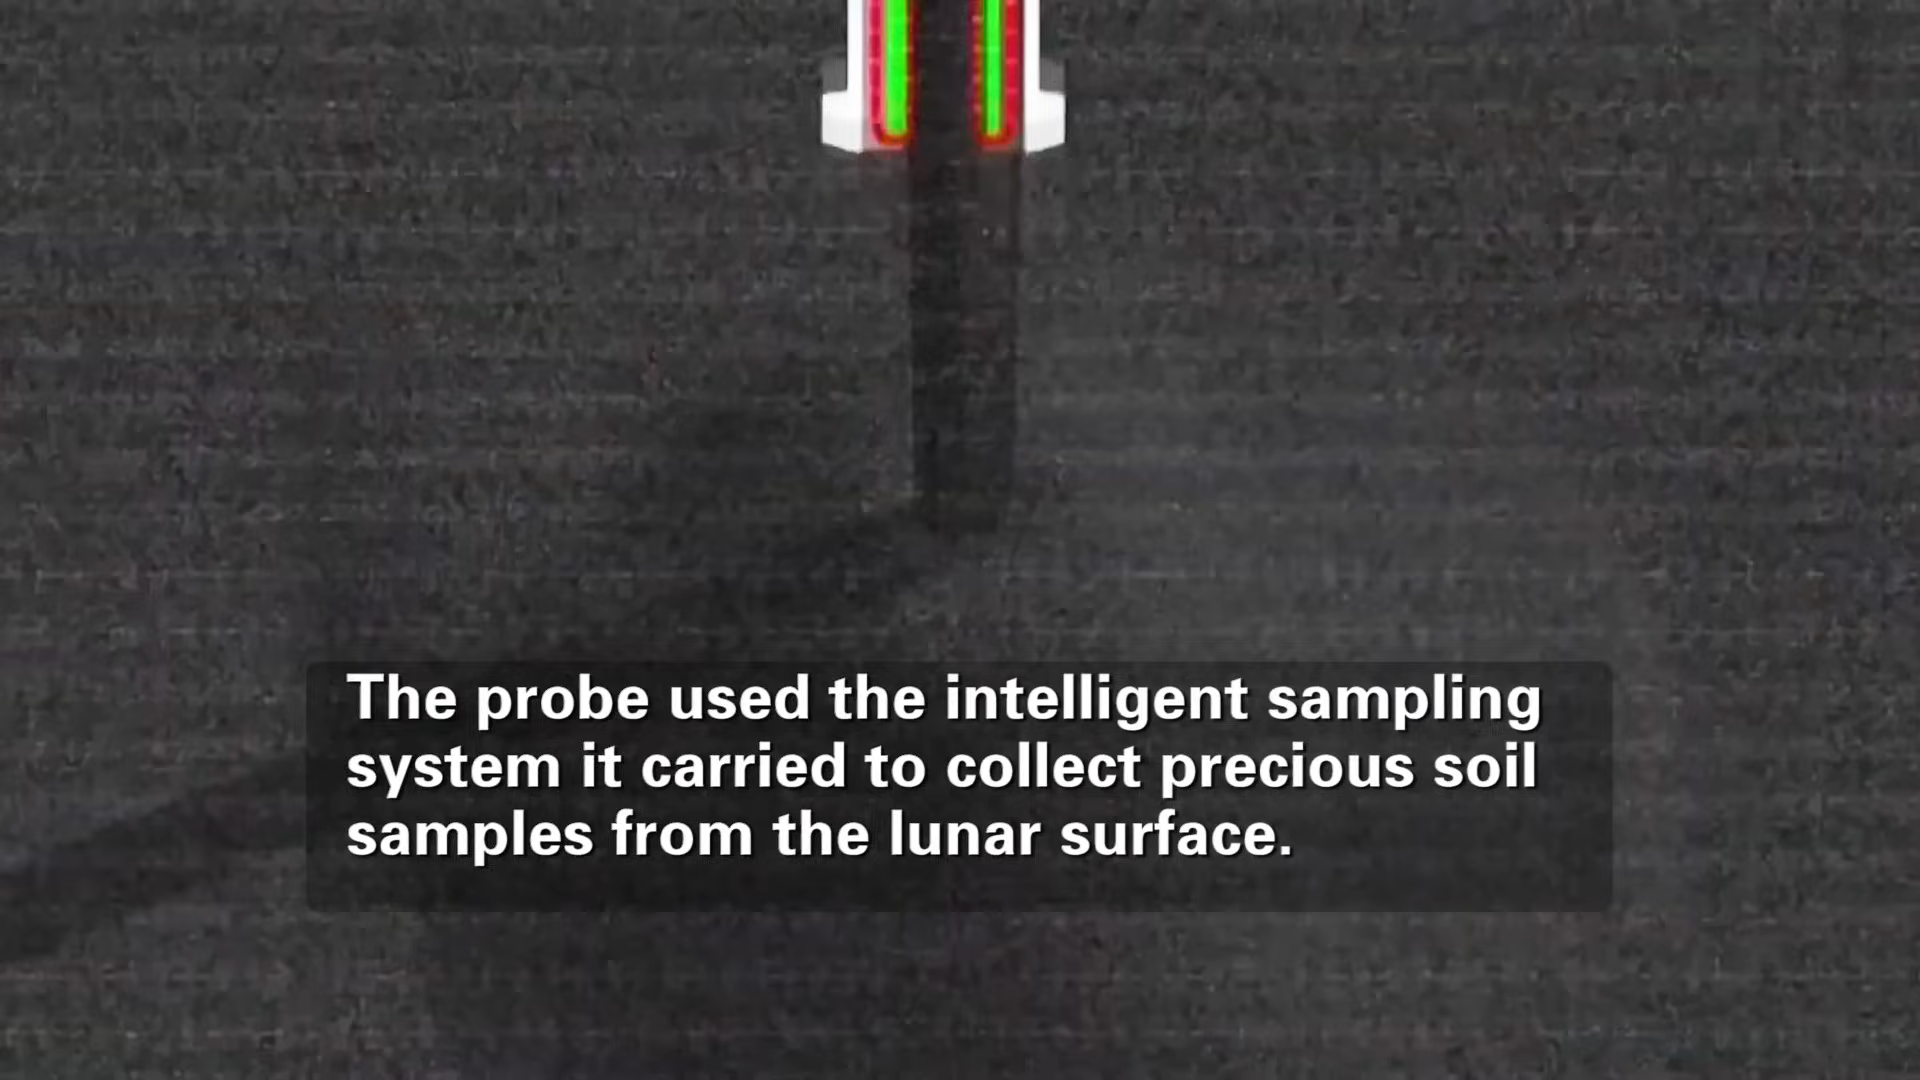 The probe used the intelligent sampling
system it carried to collect precious soil
samples from the lunar surface.